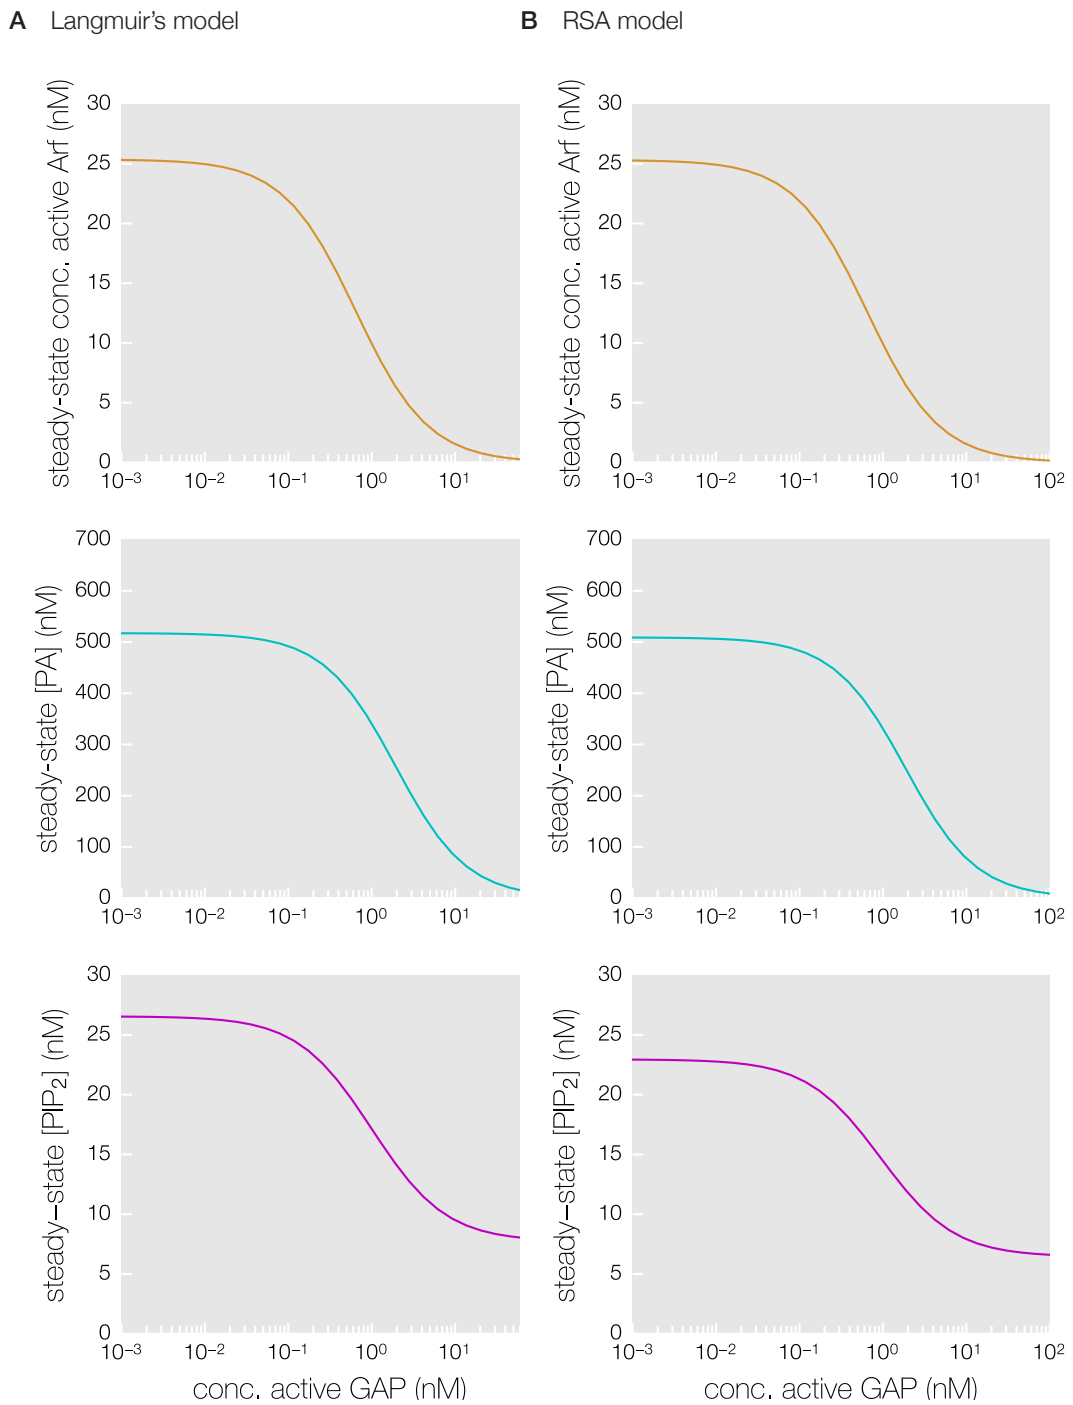 A Langmuir’s model
B RSA model
steady-state conc. active Arf (nM)
30
25
20
15
10
5
0
10⁻³ 10⁻² 10⁻¹ 10⁰ 10¹
steady-state conc. active Arf (nM)
30
25
20
15
10
5
0
10⁻³ 10⁻² 10⁻¹ 10⁰ 10¹ 10²
steady-state [PA] (nM)
700
600
500
400
300
200
100
0
10⁻³ 10⁻² 10⁻¹ 10⁰ 10¹
steady-state [PA] (nM)
700
600
500
400
300
200
100
0
10⁻³ 10⁻² 10⁻¹ 10⁰ 10¹ 10²
steady–state [PIP₂] (nM)
30
25
20
15
10
5
0
10⁻³ 10⁻² 10⁻¹ 10⁰ 10¹
conc. active GAP (nM)
steady–state [PIP₂] (nM)
30
25
20
15
10
5
0
10⁻³ 10⁻² 10⁻¹ 10⁰ 10¹ 10²
conc. active GAP (nM)